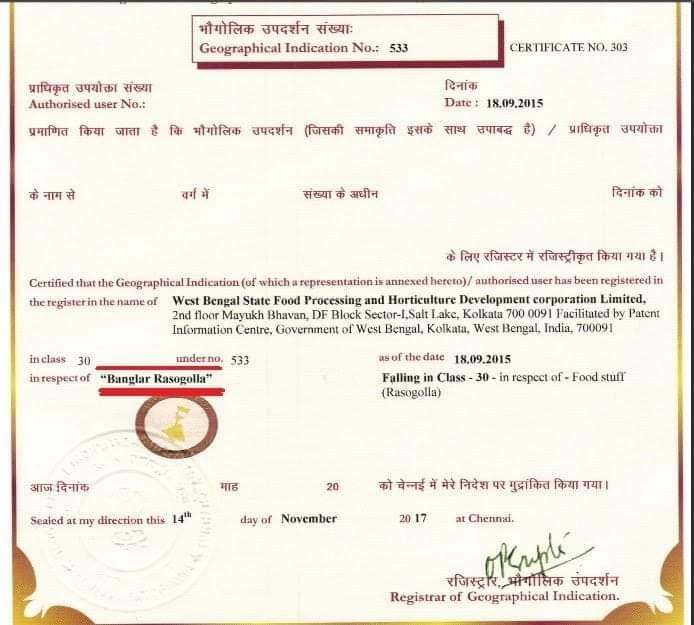 भौगोलिक उपदर्शन संख्याः
Geographical Indication No.: 533
CERTIFICATE NO. 303
प्राधिकृत उपयोक्ता संख्या
दिनांक
Authorised user No.:
Date : 18.09.2015
प्रमाणित किया जाता है कि भौगोलिक उपदर्शन (जिसकी समाकृति इसके साथ उपाबद्ध है) / प्राधिकृत उपयोक्ता
के नाम से वर्ग में संख्या के अधीन दिनांक को
के लिए रजिस्टर में रजिस्ट्रीकृत किया गया है।
Certified that the Geographical Indication (of which a representation is annexed hereto)/ authorised user has been registered in
the register in the name of West Bengal State Food Processing and Horticulture Development corporation Limited,
2nd floor Mayukh Bhavan, DF Block Sector-I,Salt Lake, Kolkata 700 0091 Facilitated by Patent
Information Centre, Government of West Bengal, Kolkata, West Bengal, India, 700091
in class 30 under no. 533 as of the date 18.09.2015
in respect of "Banglar Rasogolla" Falling in Class - 30 - in respect of - Food stuff
(Rasogolla)
आज दिनांक माह 20 को चेन्नई में मेरे निदेश पर मुद्रांकित किया गया।
Sealed at my direction this 14th day of November 2017 at Chennai.
रजिस्ट्रार, भौगोलिक उपदर्शन
Registrar of Geographical Indication.